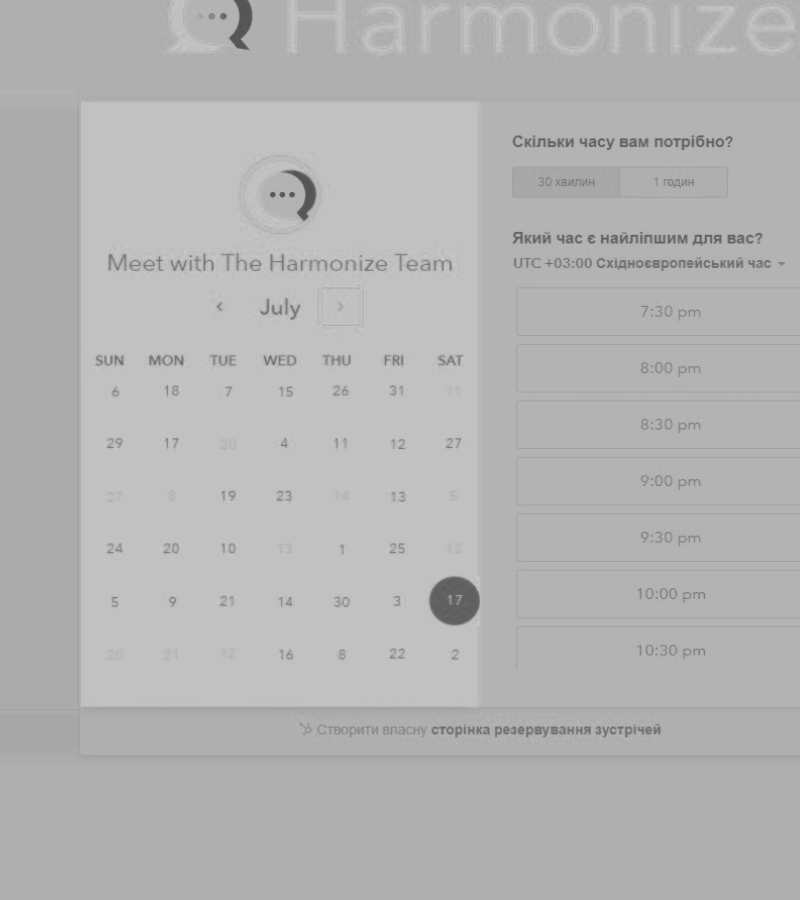 Harmonize
Meet with The Harmonize Team
July
SUN MON TUE WED THU FRI SAT
6 18 7 15 26 31 11
29 17 20 4 11 12 27
27 8 19 23 14 13 5
24 20 10 13 1 25 12
5 9 21 14 30 3 17
20 21 12 16 8 22 2
Скільки часу вам потрібно?
30 хвилин 1 годин
Який час є найліпшим для вас?
UTC +03:00 Східноєвропейський час
7:30 pm
8:00 pm
8:30 pm
9:00 pm
9:30 pm
10:00 pm
10:30 pm
Створити власну сторінка резервування зустрічей